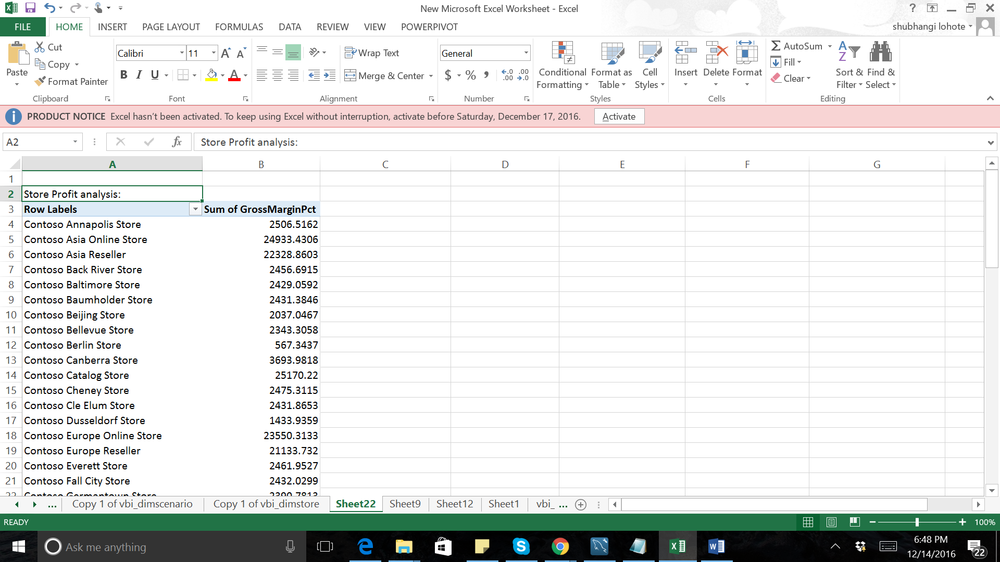 New Microsoft Excel Worksheet - Excel
?
FILE HOME INSERT PAGE LAYOUT FORMULAS DATA REVIEW VIEW POWERPIVOT
shubhangi lohote
Paste
Cut
Copy
Format Painter
Clipboard
Calibri 11
B I U A
Font
Wrap Text
Merge & Center
Alignment
General
$ % , .00 .00
Number
Conditional Formatting
Format as Table
Cell Styles
Styles
Insert Delete Format
Cells
AutoSum
Fill
Clear
Sort & Filter
Find & Select
Editing
PRODUCT NOTICE Excel hasn't been activated. To keep using Excel without interruption, activate before Saturday, December 17, 2016. Activate
A2 fx Store Profit analysis:
A B C D E F G
1
2 Store Profit analysis:
3 Row Labels Sum of GrossMarginPct
4 Contoso Annapolis Store 2506.5162
5 Contoso Asia Online Store 24933.4306
6 Contoso Asia Reseller 22328.8603
7 Contoso Back River Store 2456.6915
8 Contoso Baltimore Store 2429.0592
9 Contoso Baumholder Store 2431.3846
10 Contoso Beijing Store 2037.0467
11 Contoso Bellevue Store 2343.3058
12 Contoso Berlin Store 567.3437
13 Contoso Canberra Store 3693.9818
14 Contoso Catalog Store 25170.22
15 Contoso Cheney Store 2475.3115
16 Contoso Cle Elum Store 2431.8653
17 Contoso Dusseldorf Store 1433.9359
18 Contoso Europe Online Store 23550.3133
19 Contoso Europe Reseller 21133.732
20 Contoso Everett Store 2461.9527
21 Contoso Fall City Store 2432.0299
22 Contoso Germantown Store 2390.7813
... Copy 1 of vbi_dimscenario Copy 1 of vbi_dimstore Sheet22 Sheet9 Sheet12 Sheet1 vbi_ ...
READY 100%
Ask me anything
6:48 PM
12/14/2016
22